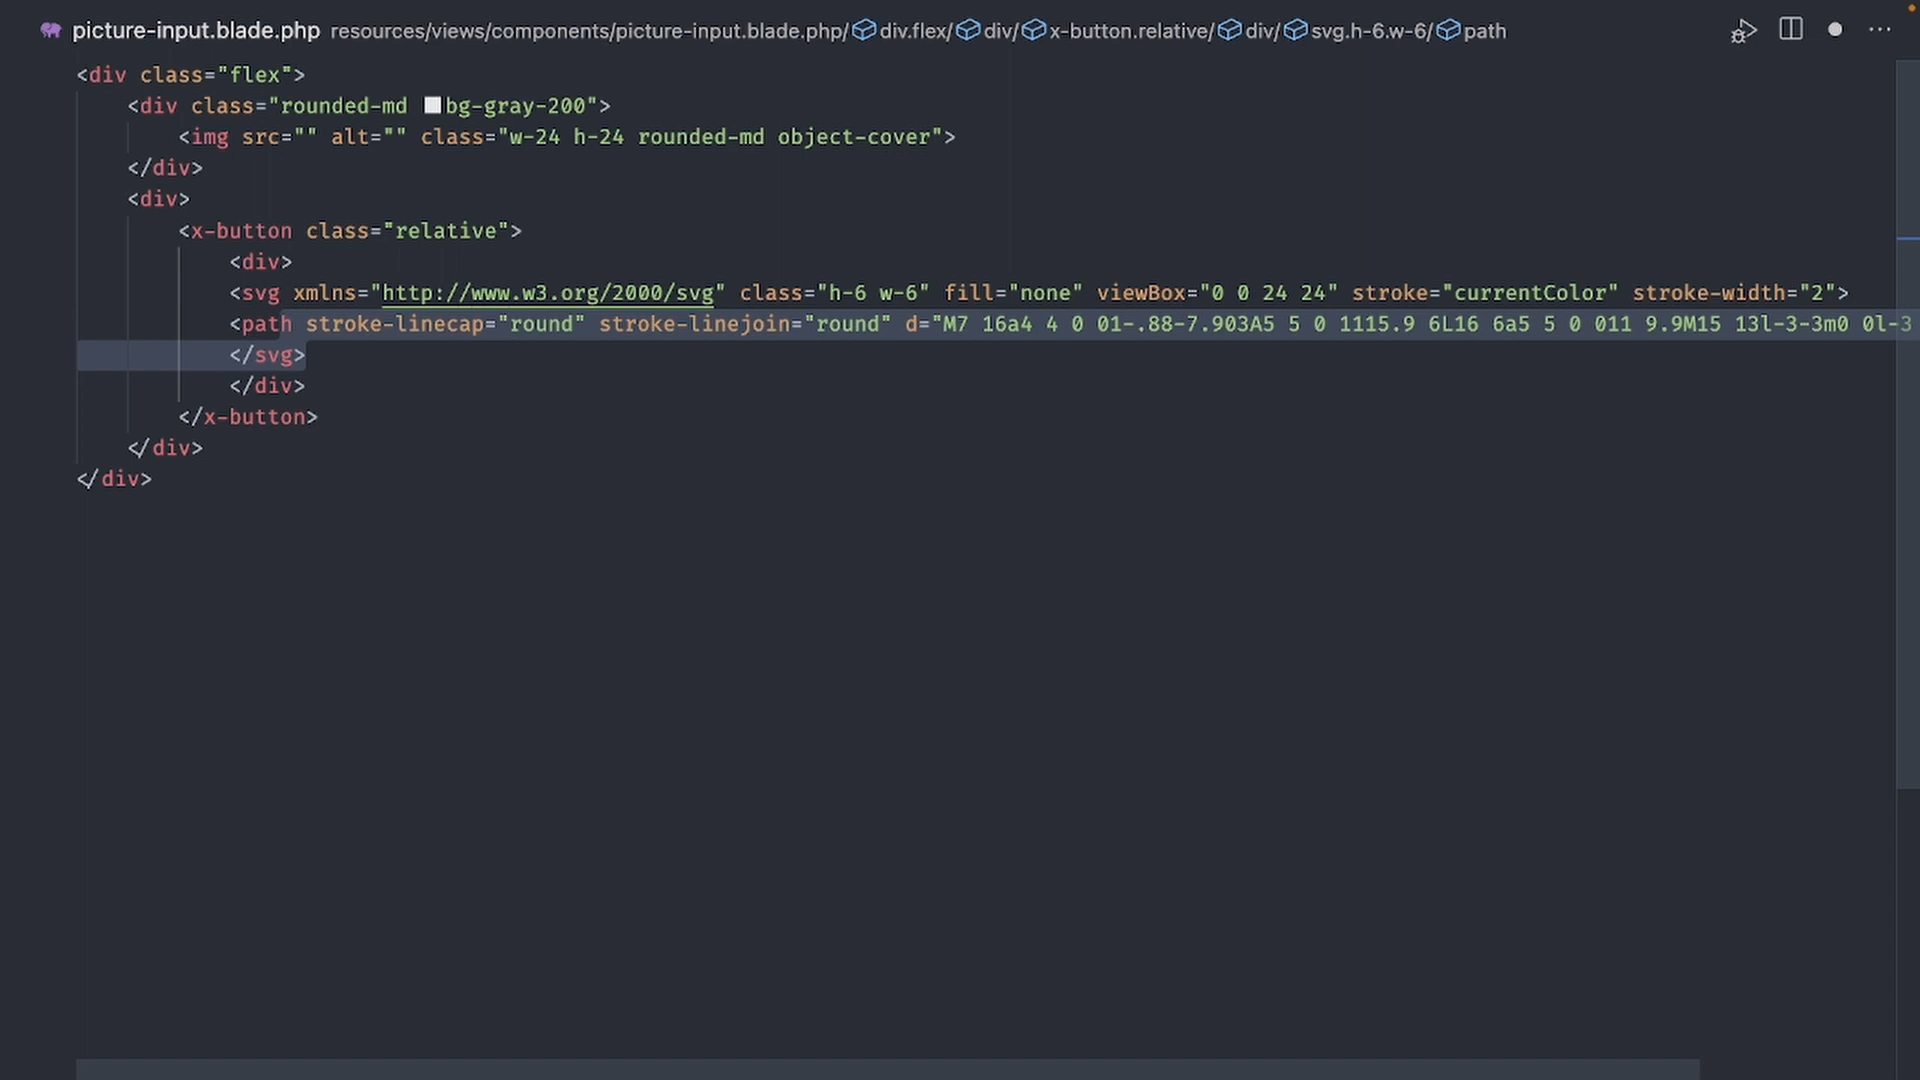 picture-input.blade.php resources/views/components/picture-input.blade.php/div.flex/div/x-button.relative/div/svg.h-6.w-6/path
<div class="flex">
<div class="rounded-md bg-gray-200">
<img src="" alt="" class="w-24 h-24 rounded-md object-cover">
</div>
<div>
<x-button class="relative">
<div>
<svg xmlns="http://www.w3.org/2000/svg" class="h-6 w-6" fill="none" viewBox="0 0 24 24" stroke="currentColor" stroke-width="2">
<path stroke-linecap="round" stroke-linejoin="round" d="M7 16a4 4 0 01-.88-7.903A5 5 0 1115.9 6L16 6a5 5 0 011 9.9M15 13l-3-3m0 0l-3
</svg>
</div>
</x-button>
</div>
</div>